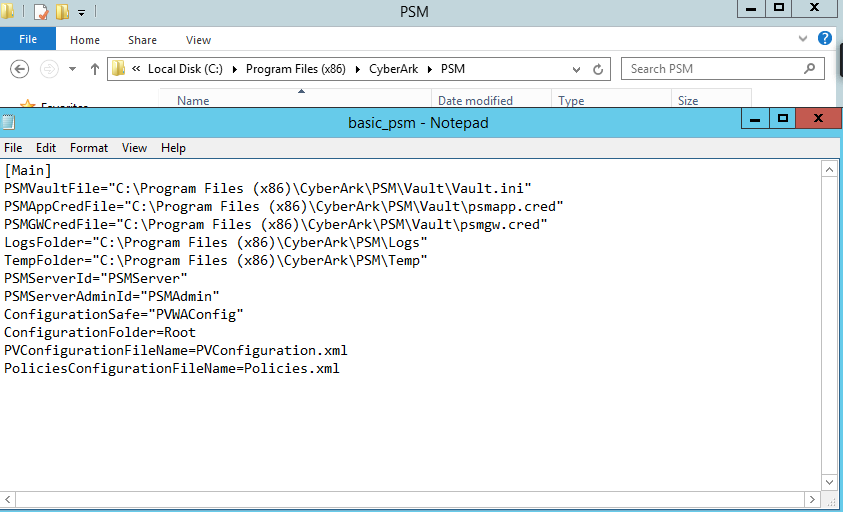 PSM
File Home Share View
« Local Disk (C:) Program Files (x86) CyberArk PSM Search PSM
Name Date modified Type Size
basic_psm - Notepad
File Edit Format View Help
[Main]
PSMVaultFile="C:\Program Files (x86)\CyberArk\PSM\Vault\Vault.ini"
PSMAppCredFile="C:\Program Files (x86)\CyberArk\PSM\Vault\psmapp.cred"
PSMGWCredFile="C:\Program Files (x86)\CyberArk\PSM\Vault\psmgw.cred"
LogsFolder="C:\Program Files (x86)\CyberArk\PSM\Logs"
TempFolder="C:\Program Files (x86)\CyberArk\PSM\Temp"
PSMServerId="PSMServer"
PSMServerAdminId="PSMAdmin"
ConfigurationSafe="PVWAConfig"
ConfigurationFolder=Root
PVConfigurationFileName=PVConfiguration.xml
PoliciesConfigurationFileName=Policies.xml